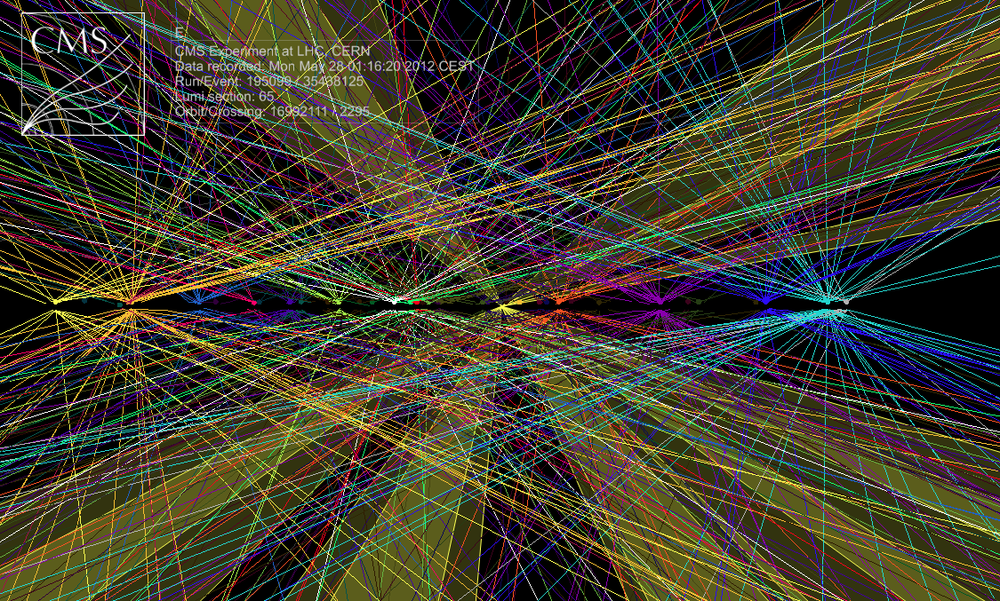 CMS
E
CMS Experiment at LHC, CERN
Data recorded: Mon May 28 01:16:20 2012 CEST
Run/Event: 195099 / 35438125
Lumi section: 65
Orbit/Crossing: 16992111 / 2295